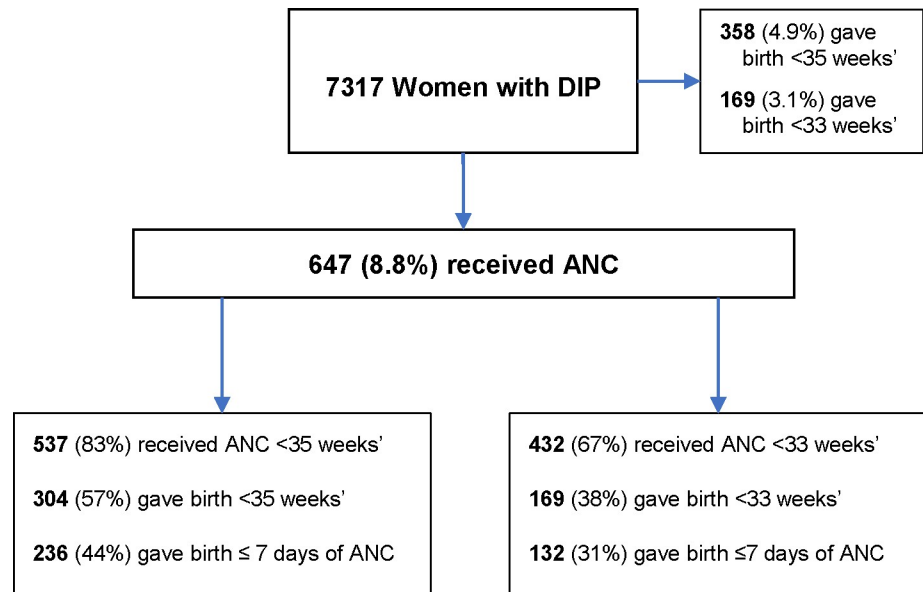 7317 Women with DIP
358 (4.9%) gave
birth <35 weeks’
169 (3.1%) gave
birth <33 weeks’
647 (8.8%) received ANC
537 (83%) received ANC <35 weeks’
304 (57%) gave birth <35 weeks’
236 (44%) gave birth ≤ 7 days of ANC
432 (67%) received ANC <33 weeks’
169 (38%) gave birth <33 weeks’
132 (31%) gave birth ≤7 days of ANC